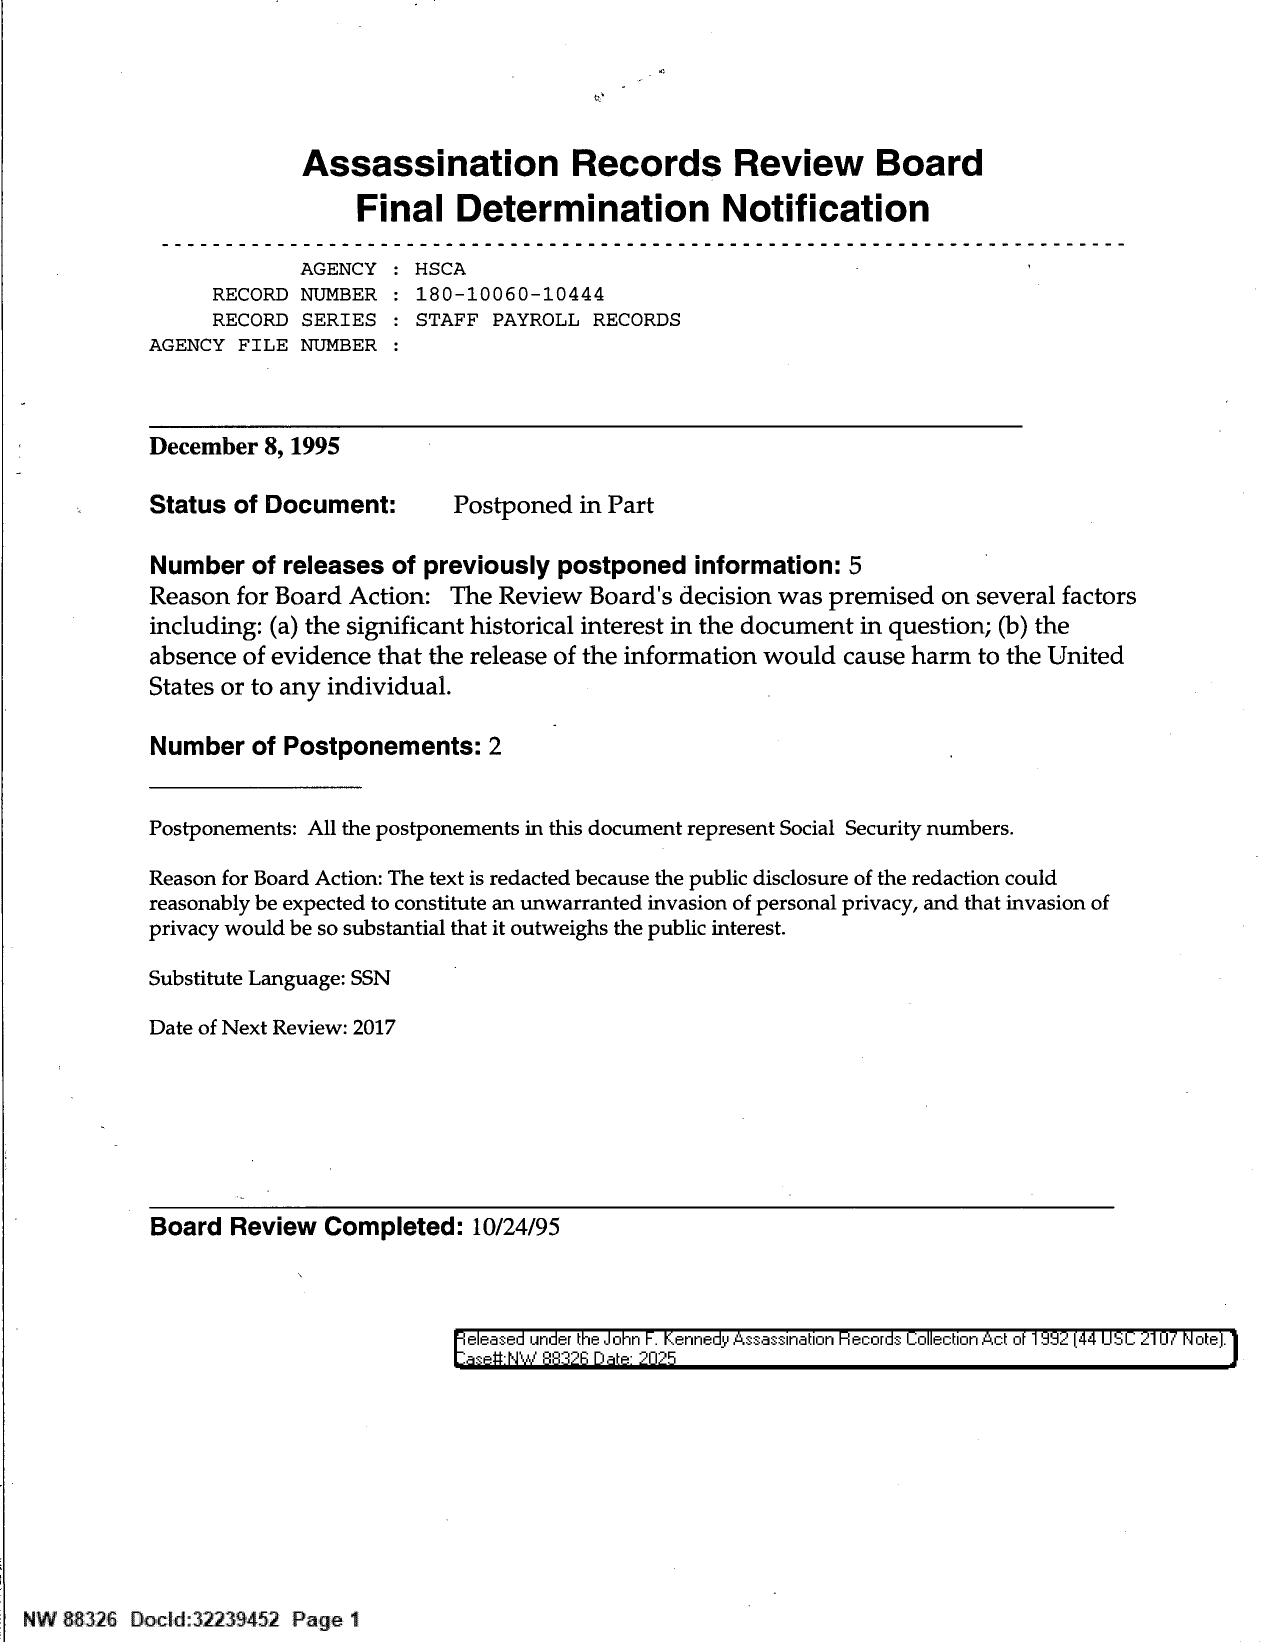 Assassination Records Review Board
Final Determination Notification
AGENCY : HSCA
RECORD NUMBER : 180-10060-10444
RECORD SERIES : STAFF PAYROLL RECORDS
AGENCY FILE NUMBER :
December 8, 1995
Status of Document: Postponed in Part
Number of releases of previously postponed information: 5
Reason for Board Action: The Review Board's decision was premised on several factors
including: (a) the significant historical interest in the document in question; (b) the
absence of evidence that the release of the information would cause harm to the United
States or to any individual.
Number of Postponements: 2
Postponements: All the postponements in this document represent Social Security numbers.
Reason for Board Action: The text is redacted because the public disclosure of the redaction could
reasonably be expected to constitute an unwarranted invasion of personal privacy, and that invasion of
privacy would be so substantial that it outweighs the public interest.
Substitute Language: SSN
Date of Next Review: 2017
Board Review Completed: 10/24/95
Released under the John F. Kennedy Assassination Records Collection Act of 1992 (44 USC 2107 Note).
Case#:NW 88326 Date: 2025
NW 88326 DocId:32239452 Page 1